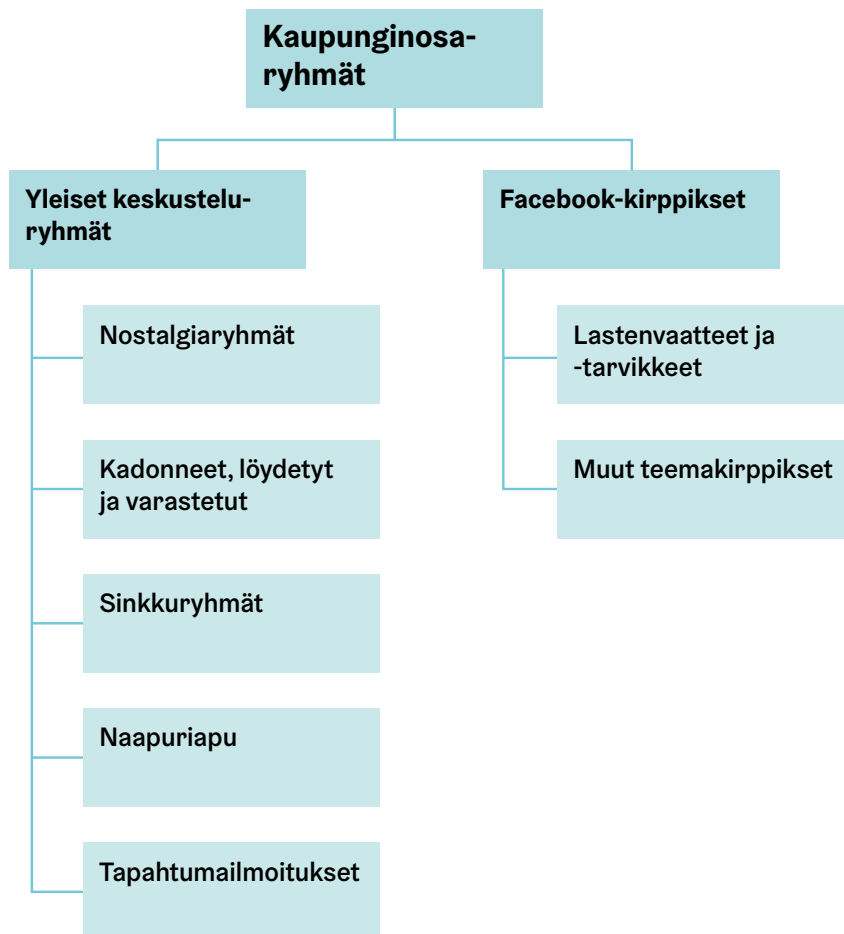 Kaupunginosa-
ryhmät
Yleiset keskustelu-
ryhmät
Nostalgiaryhmät
Kadonneet, löydetyt
ja varastetut
Sinkkuryhmät
Naapuriapu
Tapahtumailmoitukset
Facebook-kirppikset
Lastenvaatteet ja
-tarvikkeet
Muut teemakirppikset